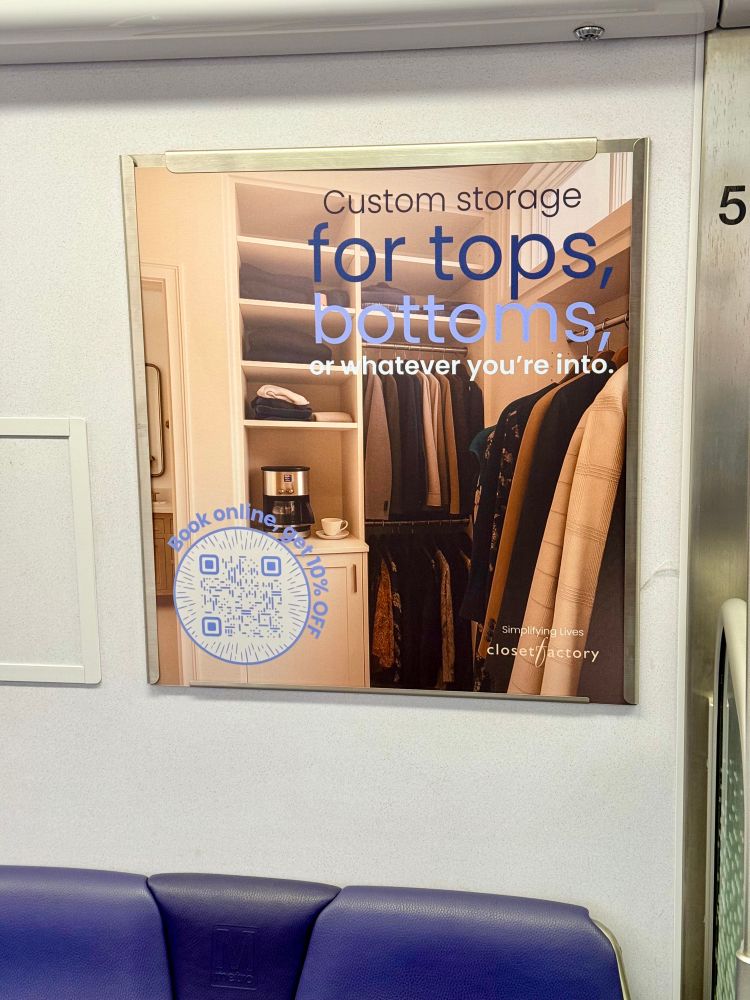 Custom storage
for tops,
bottoms,
or whatever you're into.
Book online, get 10% OFF
Simplifying Lives
closet factory
5
M
metro